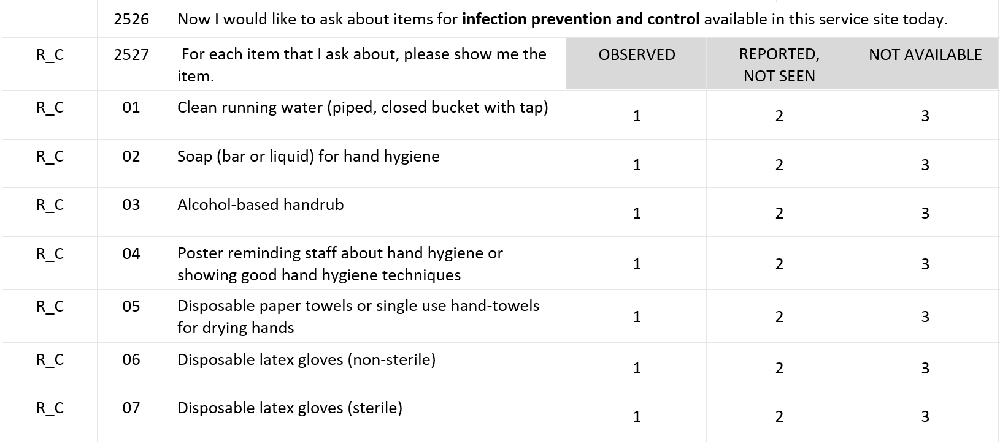 2526 Now I would like to ask about items for infection prevention and control available in this service site today.
R_C 2527 For each item that I ask about, please show me the item. OBSERVED REPORTED, NOT SEEN NOT AVAILABLE
R_C 01 Clean running water (piped, closed bucket with tap) 1 2 3
R_C 02 Soap (bar or liquid) for hand hygiene 1 2 3
R_C 03 Alcohol-based handrub 1 2 3
R_C 04 Poster reminding staff about hand hygiene or showing good hand hygiene techniques 1 2 3
R_C 05 Disposable paper towels or single use hand-towels for drying hands 1 2 3
R_C 06 Disposable latex gloves (non-sterile) 1 2 3
R_C 07 Disposable latex gloves (sterile) 1 2 3